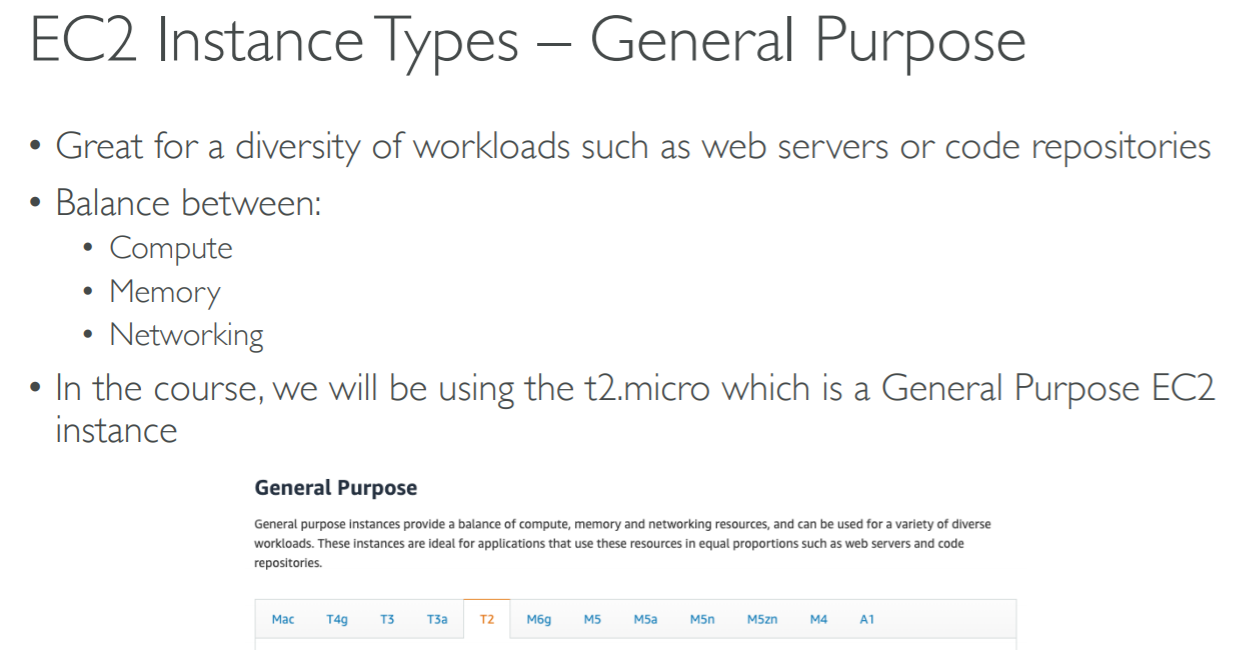 EC2 Instance Types – General Purpose
• Great for a diversity of workloads such as web servers or code repositories
• Balance between:
• Compute
• Memory
• Networking
• In the course, we will be using the t2.micro which is a General Purpose EC2
instance
General Purpose
General purpose instances provide a balance of compute, memory and networking resources, and can be used for a variety of diverse
workloads. These instances are ideal for applications that use these resources in equal proportions such as web servers and code
repositories.
Mac T4g T3 T3a T2 M6g M5 M5a M5n M5zn M4 A1